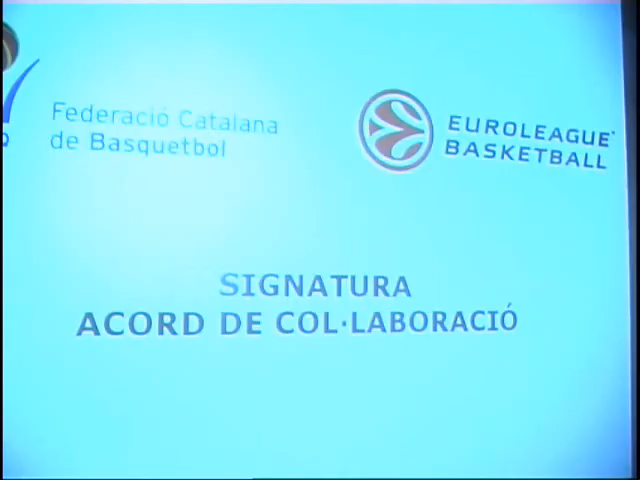 Federació Catalana
de Basquetbol
EUROLEAGUE
BASKETBALL
SIGNATURA
ACORD DE COL·LABORACIÓ